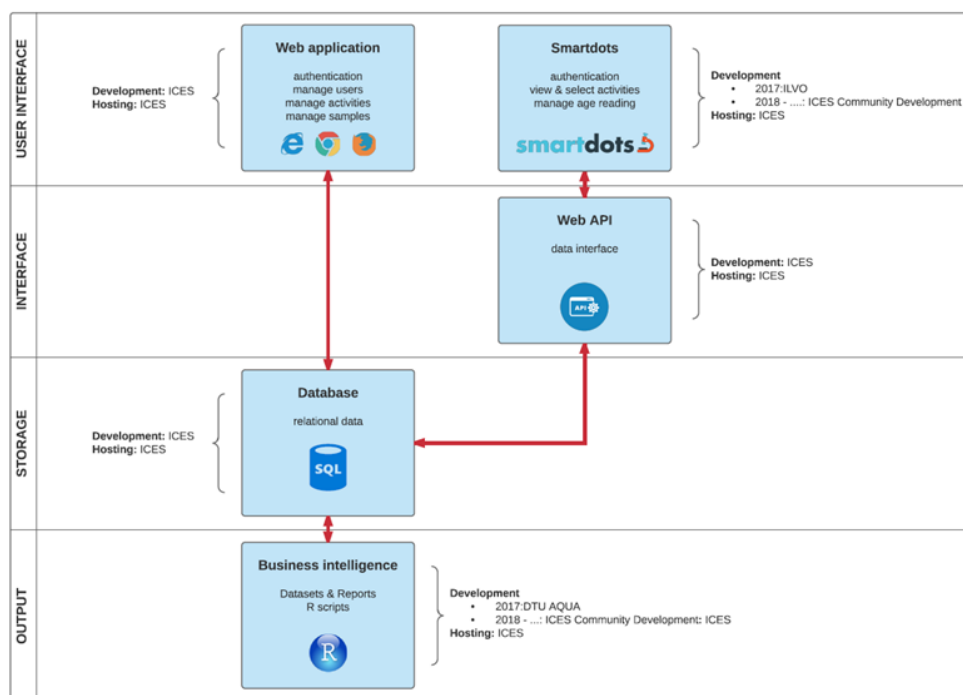 USER INTERFACE
Development: ICES
Hosting: ICES
Web application
authentication
manage users
manage activities
manage samples
Smartdots
authentication
view & select activities
manage age reading
smartdots
Development
• 2017:ILVO
• 2018 - ....: ICES Community Development
Hosting: ICES
INTERFACE
Web API
data interface
API
Development: ICES
Hosting: ICES
STORAGE
Development: ICES
Hosting: ICES
Database
relational data
SQL
OUTPUT
Business intelligence
Datasets & Reports
R scripts
R
Development
• 2017:DTU AQUA
• 2018 - ...: ICES Community Development: ICES
Hosting: ICES